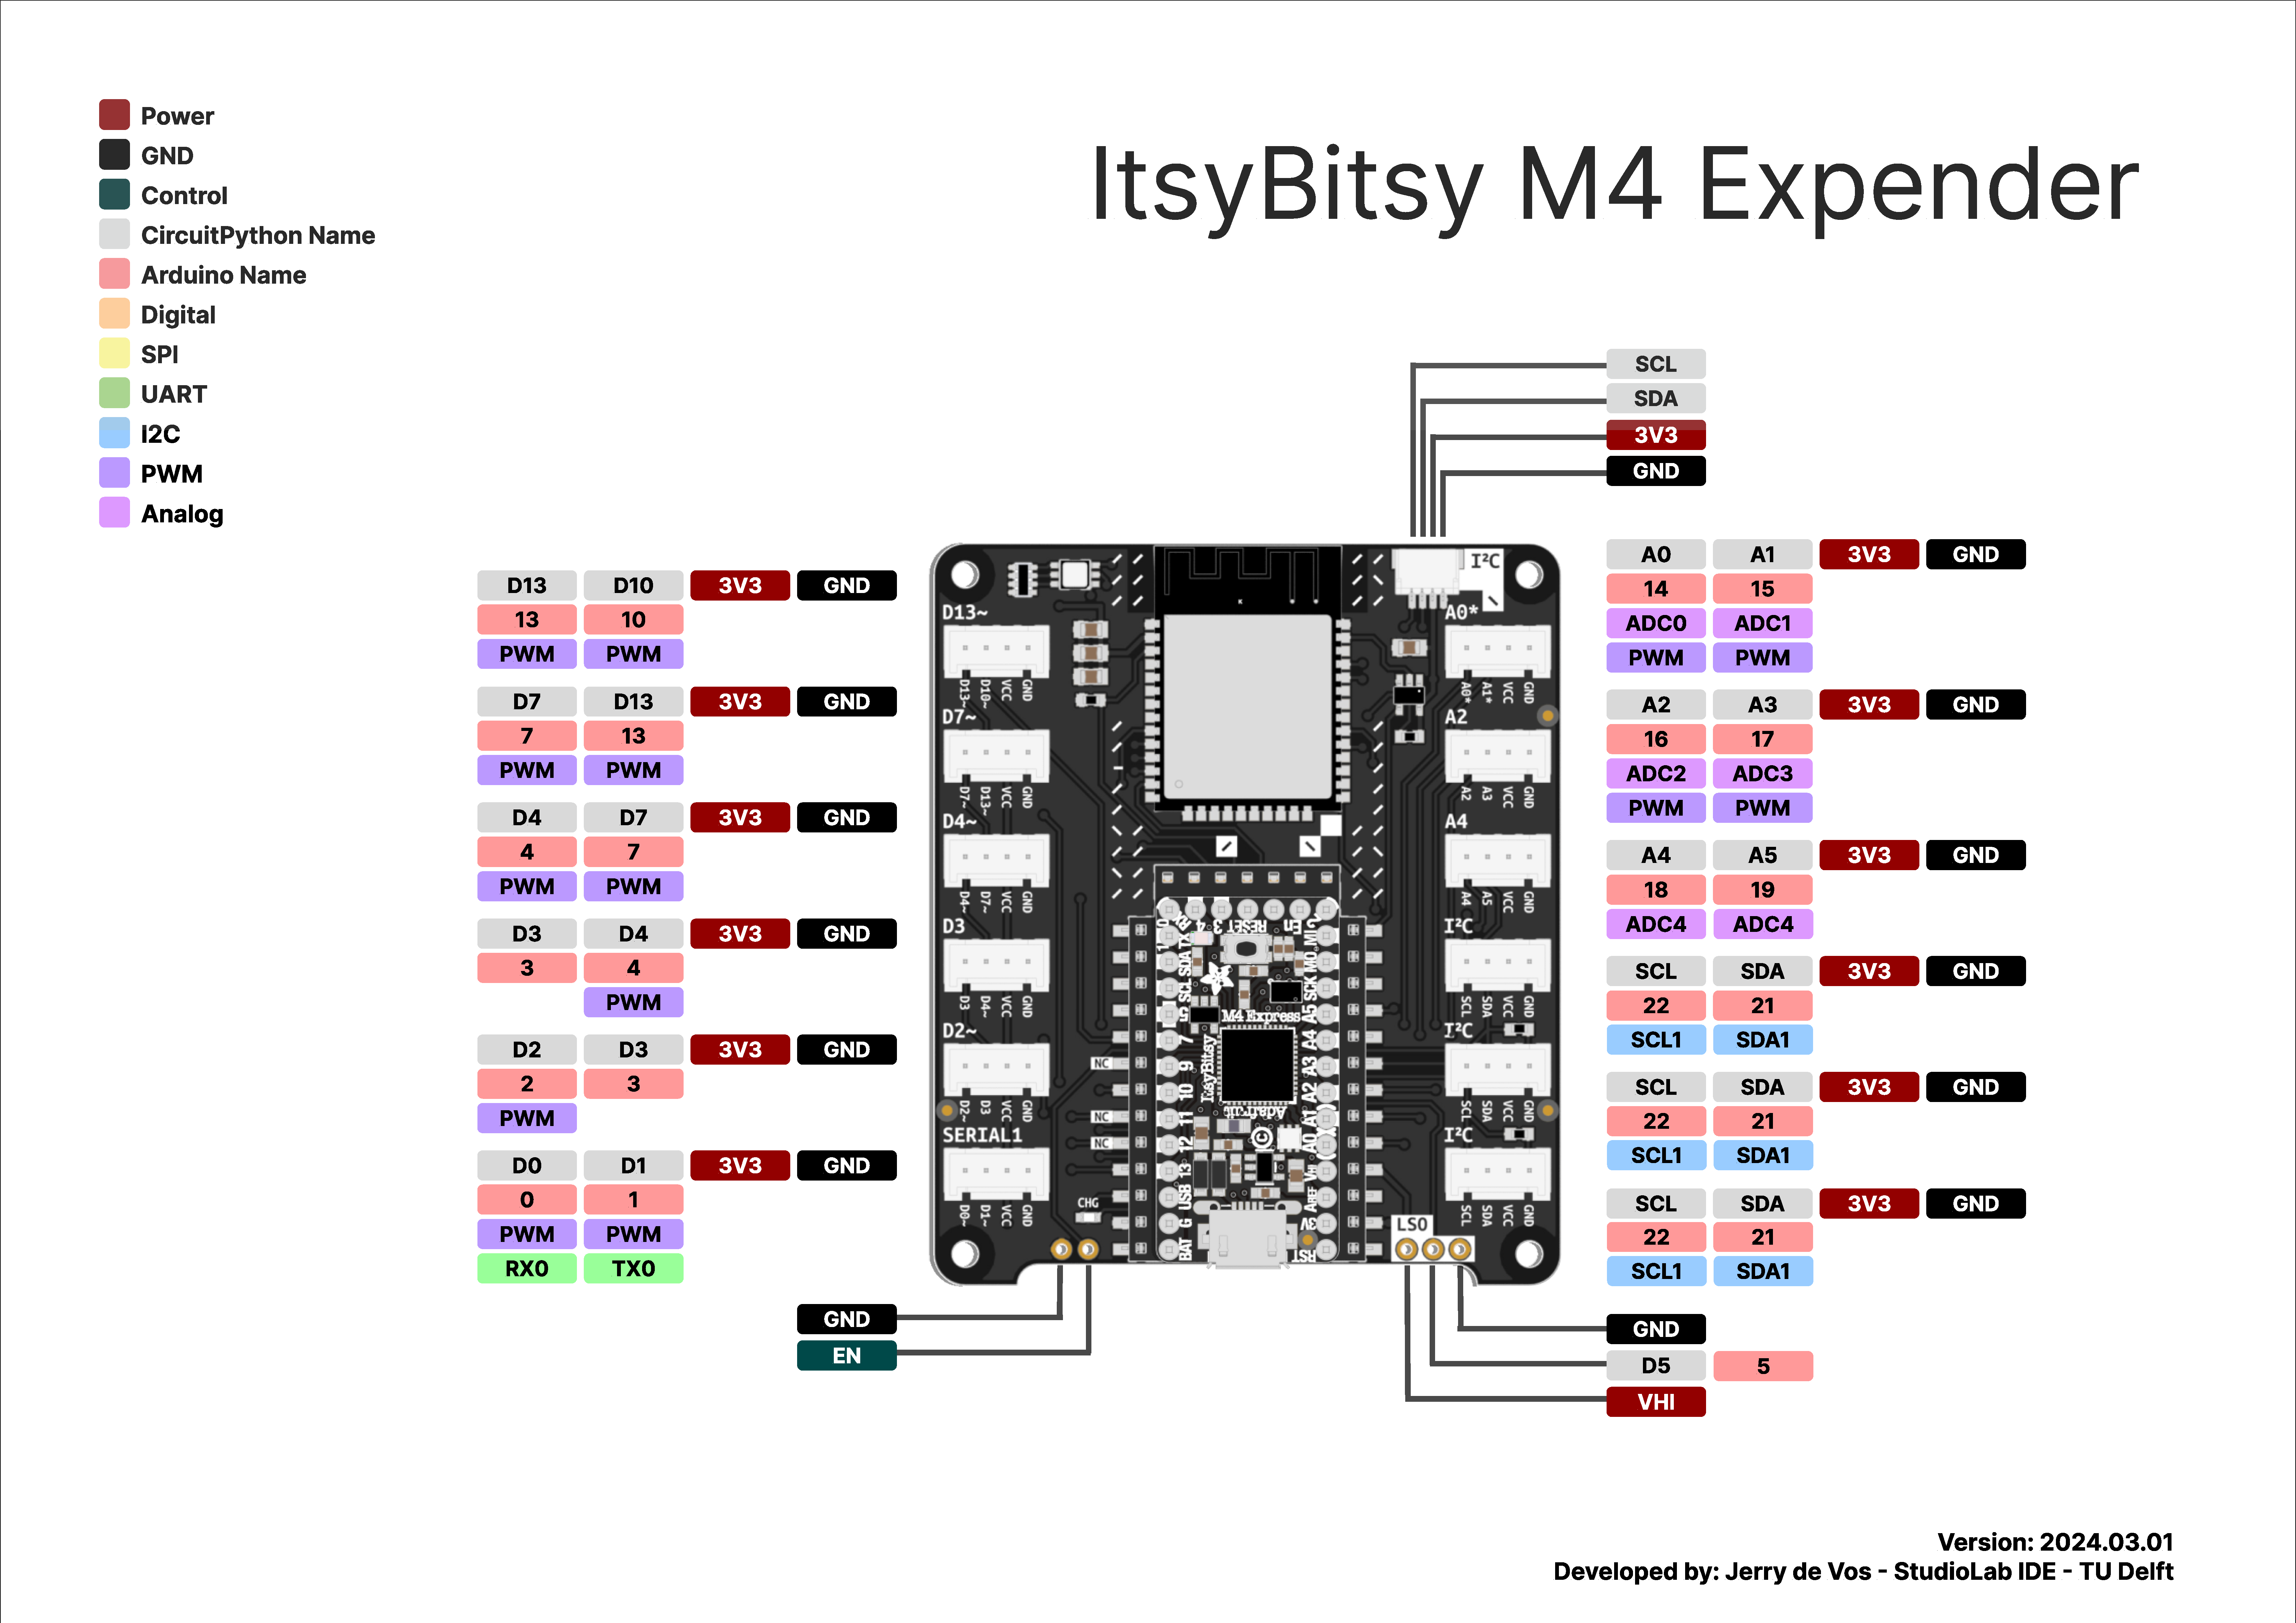 ItsyBitsy M4 Expender
Power
GND
Control
CircuitPython Name
Arduino Name
Digital
SPI
UART
I2C
PWM
Analog
SCL
SDA
3V3
GND
D13 D10 3V3 GND
13 10
PWM PWM
D7 D13 3V3 GND
7 13
PWM PWM
D4 D7 3V3 GND
4 7
PWM PWM
D3 D4 3V3 GND
3 4
PWM
D2 D3 3V3 GND
2 3
PWM
D0 D1 3V3 GND
0 1
PWM PWM
RX0 TX0
GND
EN
D13~
D13~ D10~ VCC GND
D7~
D7~ D13~ VCC GND
D4~
D4~ D7~ VCC GND
D3
D3 D4~ VCC GND
D2~
D2~ D3 VCC GND
SERIAL1
D0~ D1~ VCC GND
CHG
NC
NC
NC
SDA
SCL
5
7
9
10
11
12
13
USB
G
BAT
RESET
M4 Express
ItsyBitsy
Adafruit
En
MI
MO
SCK
A5
A4
A3
A2
A1
A0
VHi
AREF
3V
RST
I²C
A0*
A0* A1* VCC GND
A2
A2 A3 VCC GND
A4
A4 A5 VCC GND
I²C
SCL SDA VCC GND
I²C
SCL SDA VCC GND
I²C
SCL SDA VCC GND
LSO
A0 A1 3V3 GND
14 15
ADC0 ADC1
PWM PWM
A2 A3 3V3 GND
16 17
ADC2 ADC3
PWM PWM
A4 A5 3V3 GND
18 19
ADC4 ADC4
SCL SDA 3V3 GND
22 21
SCL1 SDA1
SCL SDA 3V3 GND
22 21
SCL1 SDA1
SCL SDA 3V3 GND
22 21
SCL1 SDA1
GND
D5 5
VHI
Version: 2024.03.01
Developed by: Jerry de Vos - StudioLab IDE - TU Delft